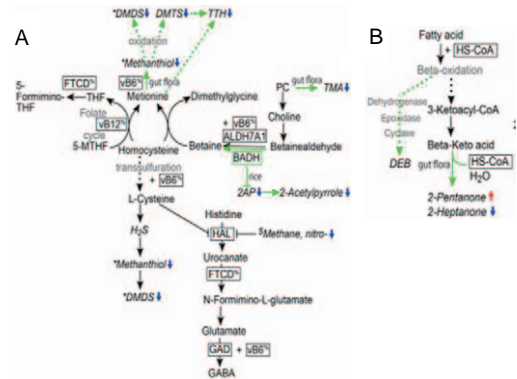 A
*DMDS DMTS TTH
oxidation
*Methanthiol
gut flora
vB6
Metionine
FTCD
5-Formimino-THF
THF
Folate
cycle
vB12
5-MTHF
Homocysteine
Dimethylglycine
Betaine
+ vB6
ALDH7A1
Betainealdehyde
BADH
rice
2AP 2-Acetylpyrrole
PC gut flora TMA
Choline
transsulfuration
+ vB6
L-Cysteine
H2S
*Methanthiol
*DMDS
Histidine
HAL
$Methane, nitro-
Urocanate
FTCD
N-Formimino-L-glutamate
Glutamate
GAD + vB6
GABA
B
Fatty acid
+ HS-CoA
Beta-oxidation
Dehydrogenase
Epoxidase
Cyclase
DEB
3-Ketoacyl-CoA
Beta-Keto acid
gut flora
HS-CoA
H2O
2-Pentanone
2-Heptanone
2